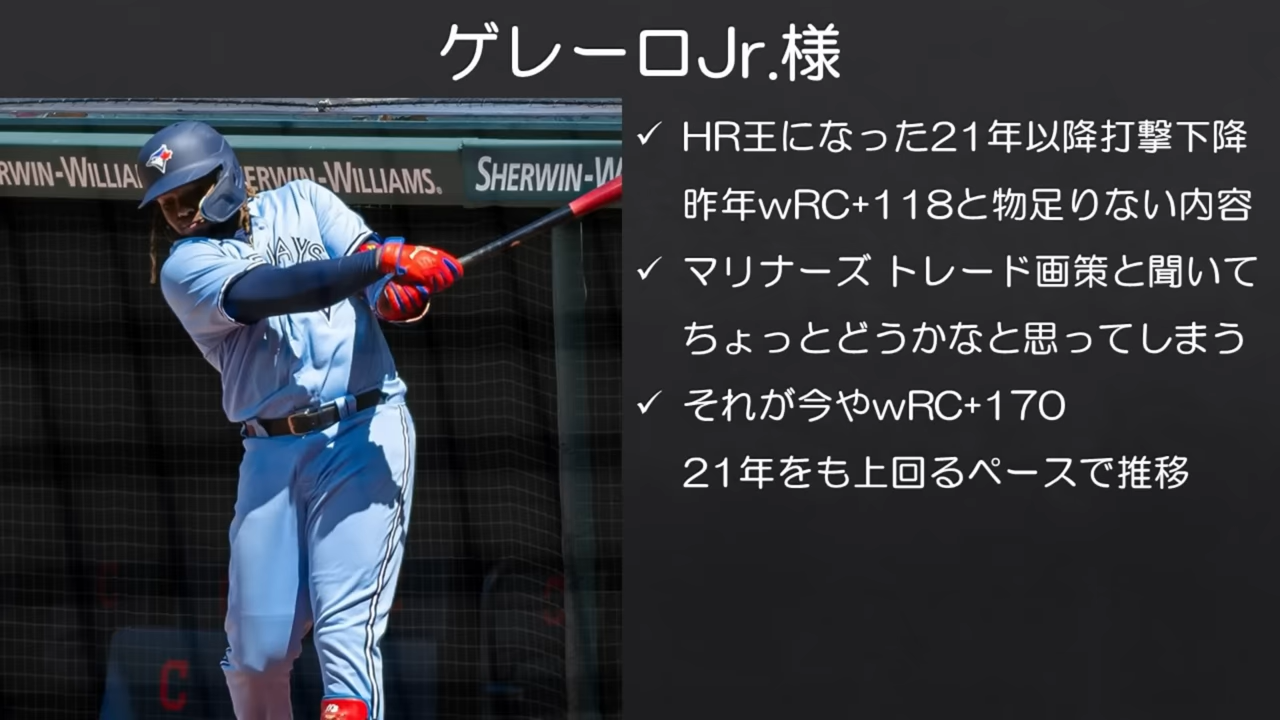 ゲレーロJr.様
✓ HR王になった21年以降打撃下降
昨年wRC+118と物足りない内容
✓ マリナーズ トレード画策と聞いて
ちょっとどうかなと思ってしまう
✓ それが今やwRC+170
21年をも上回るペースで推移
RWIN-WILLIA
ERWIN-WILLIAMS.
SHERWIN-W
JAYS
C